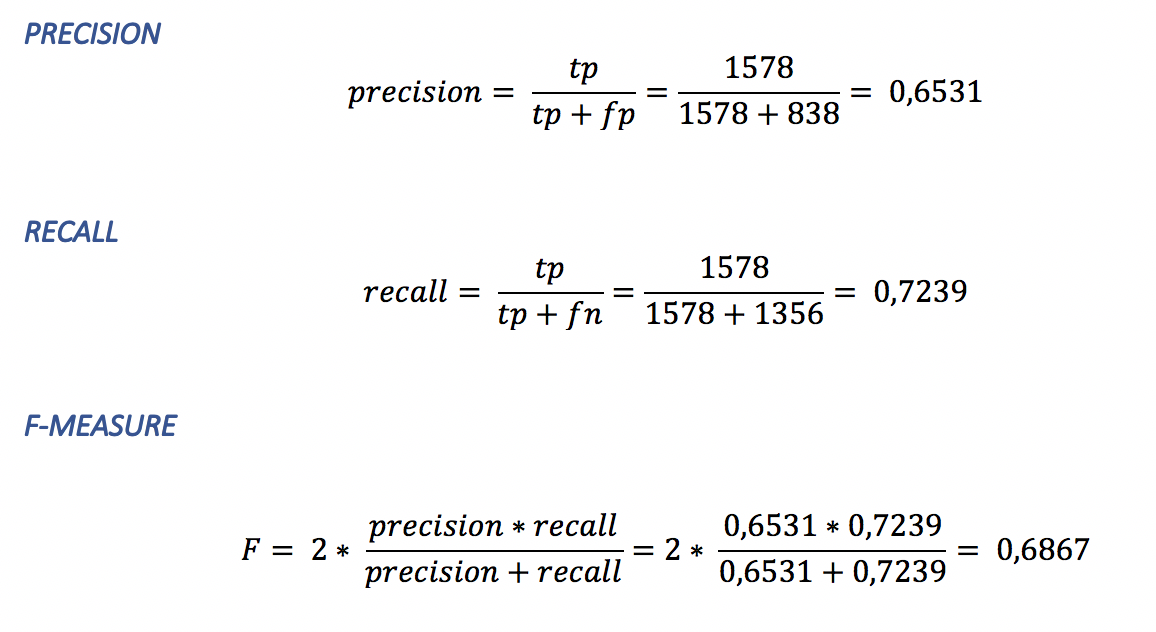 PRECISION
precision = tp / (tp + fp) = 1578 / (1578 + 838) = 0,6531
RECALL
recall = tp / (tp + fn) = 1578 / (1578 + 1356) = 0,7239
F-MEASURE
F = 2 * (precision * recall) / (precision + recall) = 2 * (0,6531 * 0,7239) / (0,6531 + 0,7239) = 0,6867